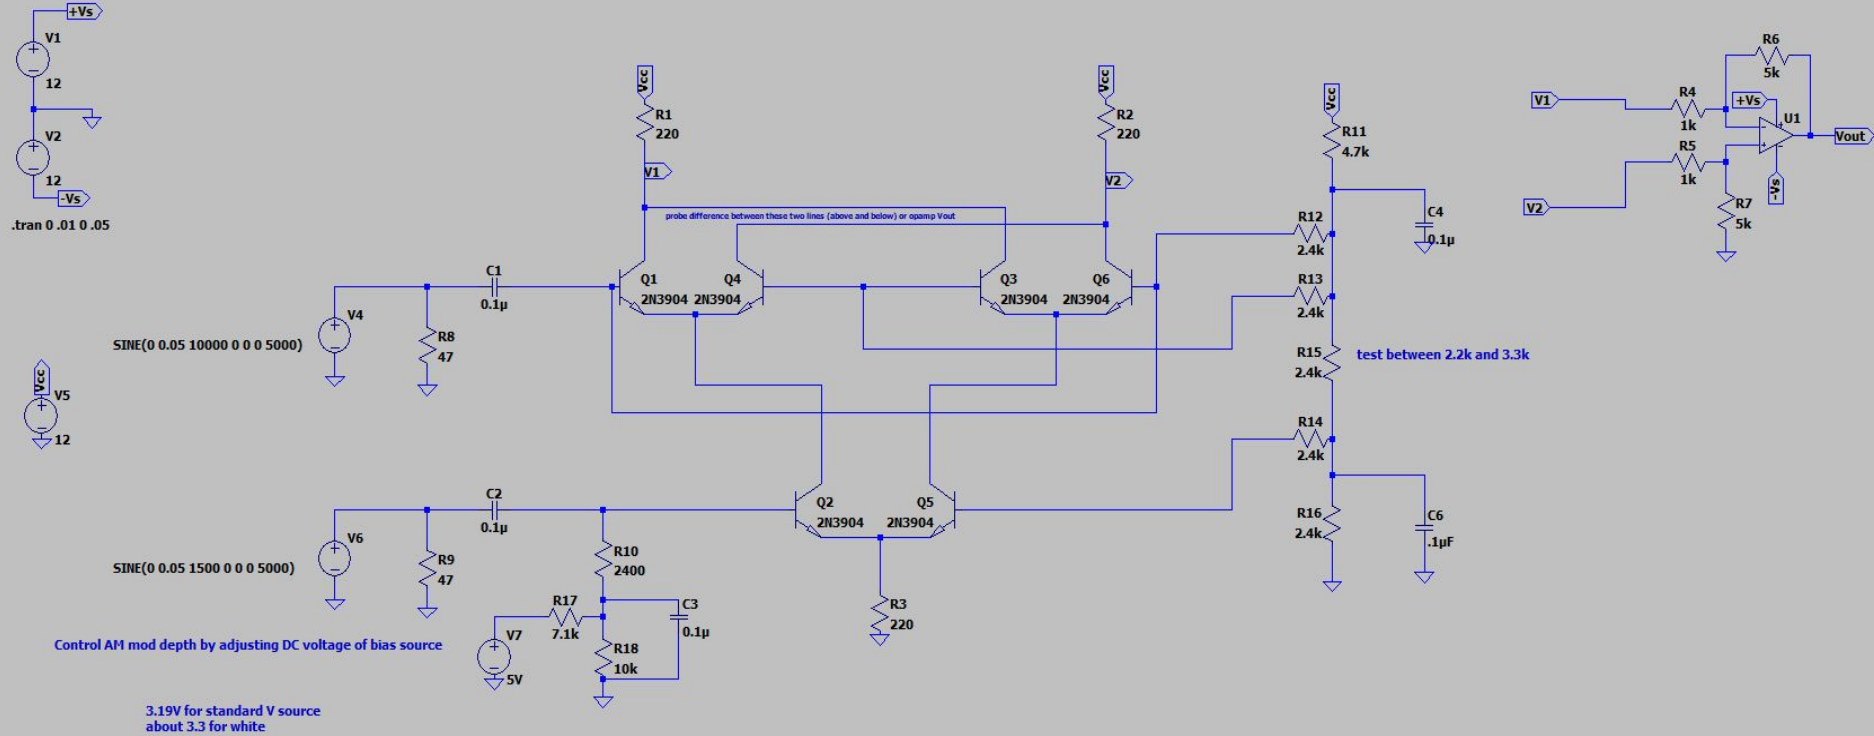 +Vs
V1
12
V2
12
-Vs
.tran 0 .01 0 .05
Vcc
R1
220
V1
Vcc
R2
220
V2
probe difference between these two lines (above and below) or opamp Vout
Vcc
R11
4.7k
C4
0.1µ
R12
2.4k
R13
2.4k
R15
2.4k
test between 2.2k and 3.3k
R14
2.4k
R16
2.4k
C6
.1µF
V1
R4
1k
R6
5k
+Vs
U1
Vout
-Vs
V2
R5
1k
R7
5k
C1
0.1µ
Q1
2N3904
Q4
2N3904
Q3
2N3904
Q6
2N3904
V4
SINE(0 0.05 10000 0 0 0 5000)
R8
47
Vcc
V5
12
C2
0.1µ
Q2
2N3904
Q5
2N3904
V6
SINE(0 0.05 1500 0 0 0 5000)
R9
47
R10
2400
R17
7.1k
C3
0.1µ
V7
5V
R18
10k
R3
220
Control AM mod depth by adjusting DC voltage of bias source
3.19V for standard V source
about 3.3 for white